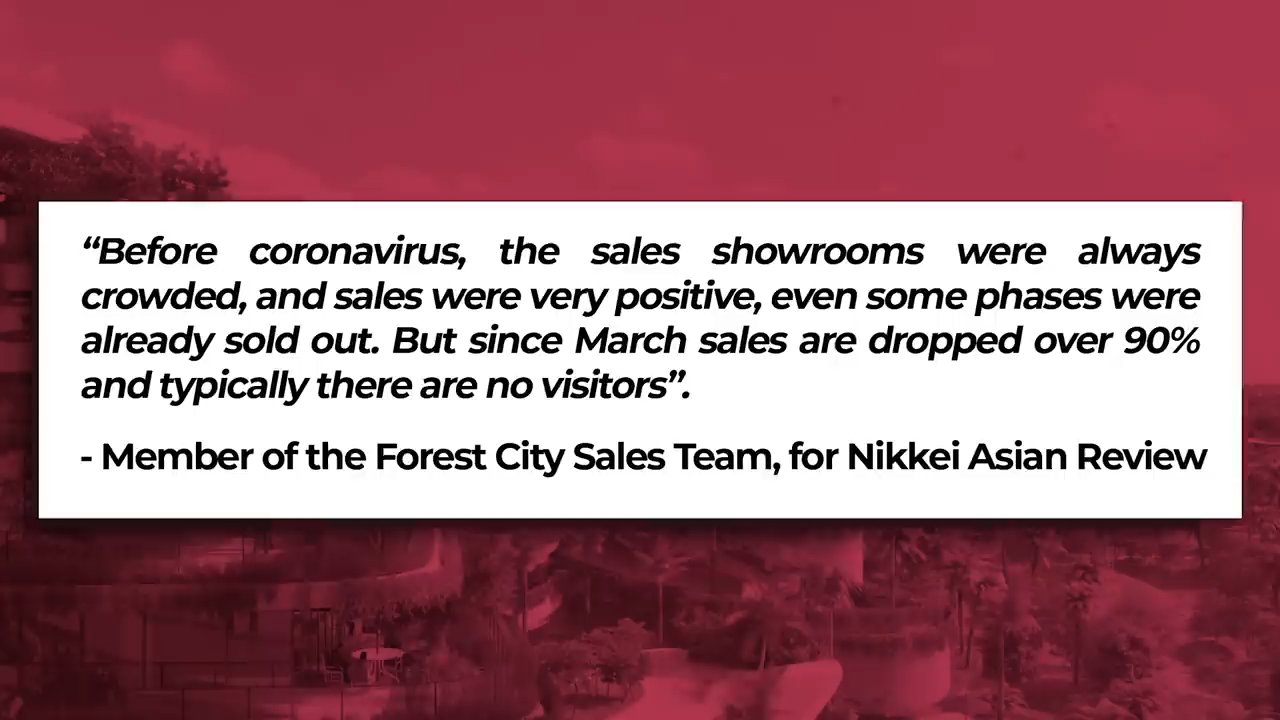 “Before coronavirus, the sales showrooms were always
crowded, and sales were very positive, even some phases were
already sold out. But since March sales are dropped over 90%
and typically there are no visitors”.
- Member of the Forest City Sales Team, for Nikkei Asian Review